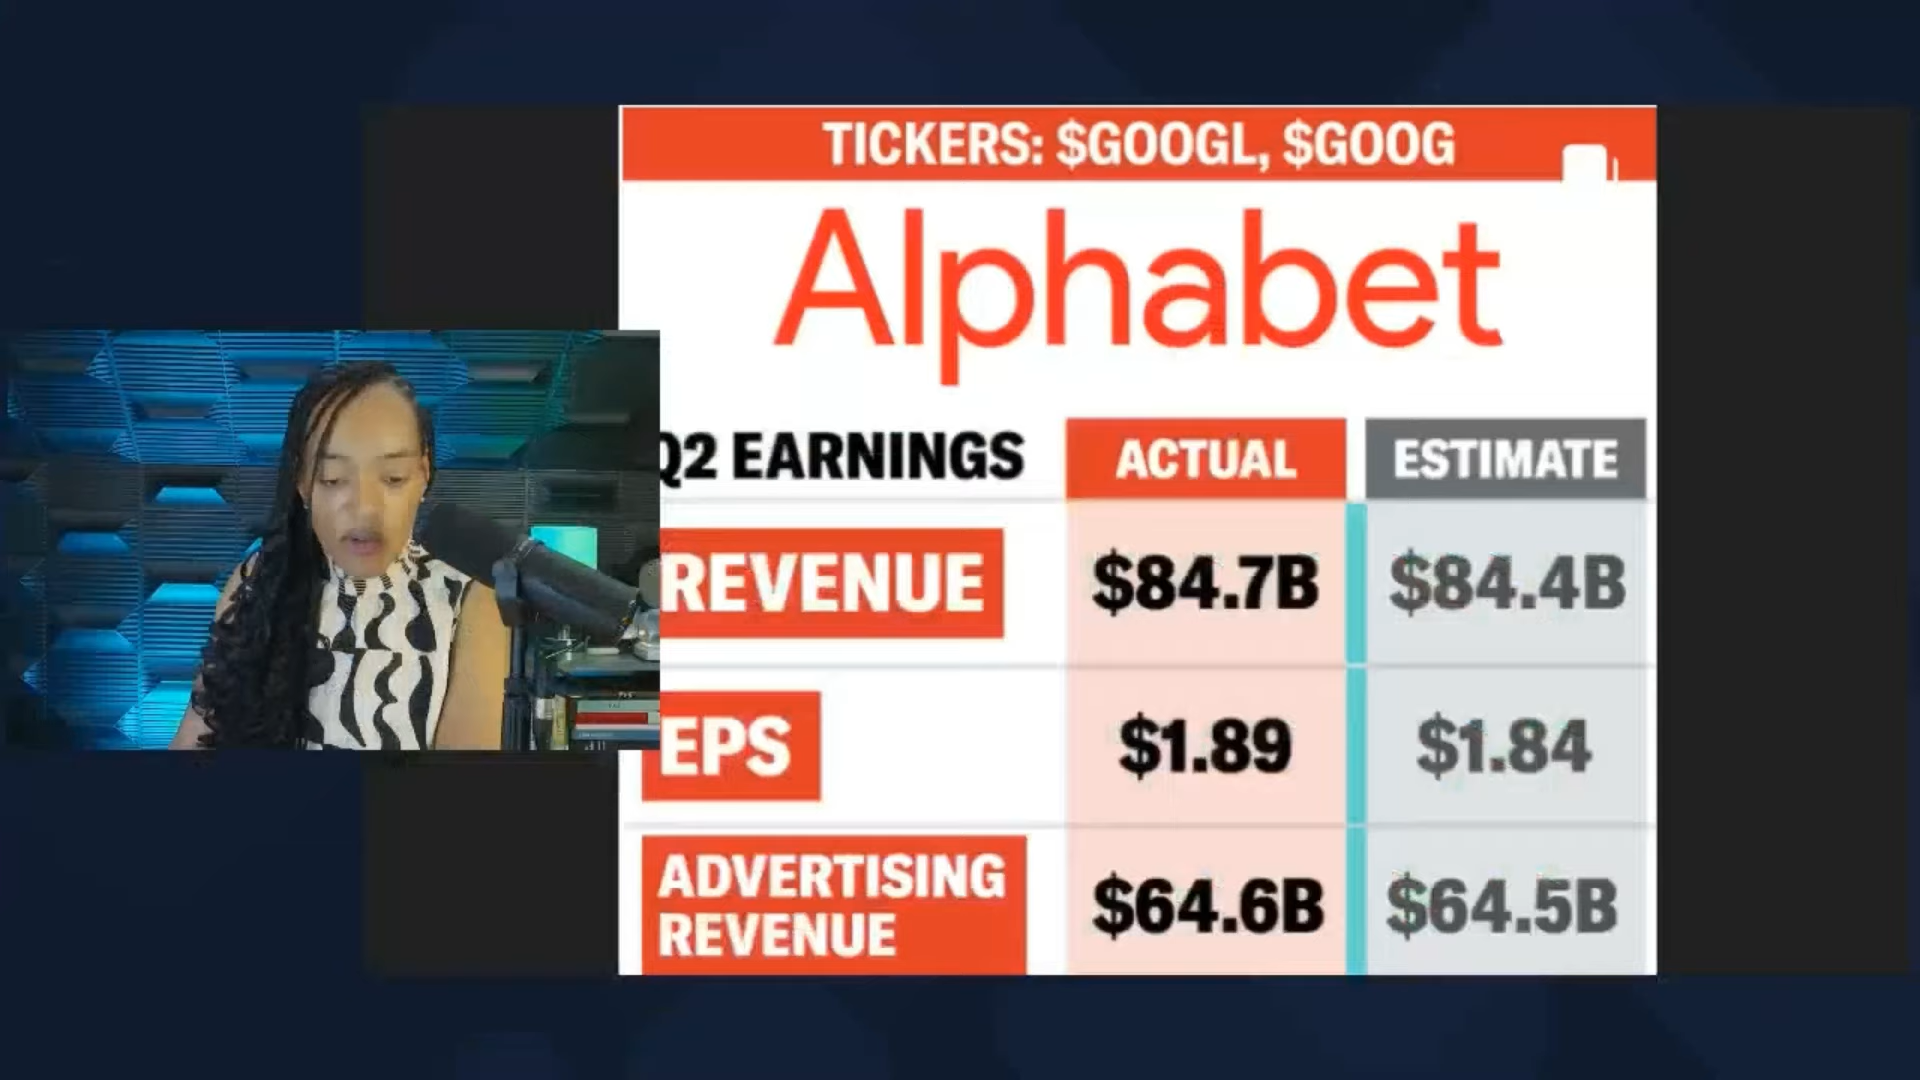 TICKERS: $GOOGL, $GOOG
Alphabet
Q2 EARNINGS ACTUAL ESTIMATE
REVENUE $84.7B $84.4B
EPS $1.89 $1.84
ADVERTISING
REVENUE $64.6B $64.5B